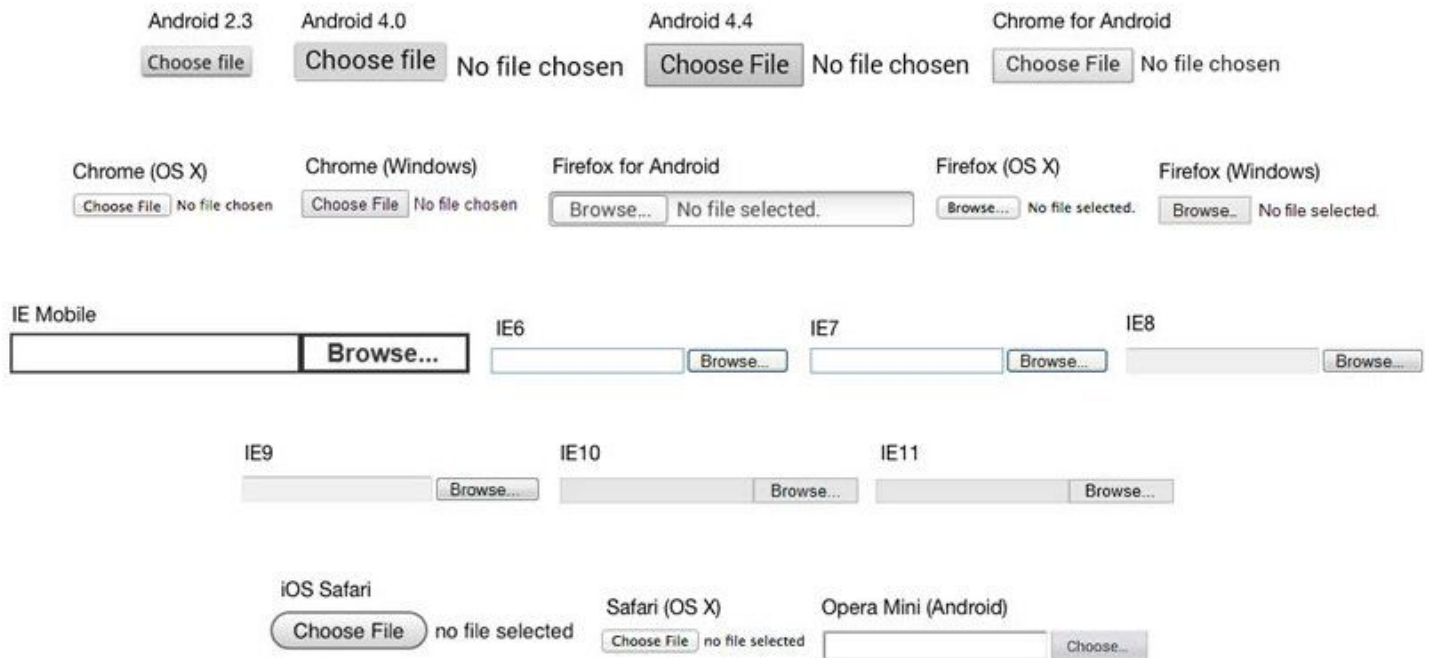 Android 2.3 Android 4.0 Android 4.4 Chrome for Android
Choose file Choose file No file chosen Choose File No file chosen Choose File No file chosen
Chrome (OS X) Chrome (Windows) Firefox for Android Firefox (OS X) Firefox (Windows)
Choose File No file chosen Choose File No file chosen Browse... No file selected. Browse... No file selected. Browse.. No file selected.
IE Mobile IE6 IE7 IE8
Browse... Browse... Browse... Browse...
IE9 IE10 IE11
Browse... Browse... Browse...
iOS Safari Safari (OS X) Opera Mini (Android)
Choose File no file selected Choose File no file selected Choose...